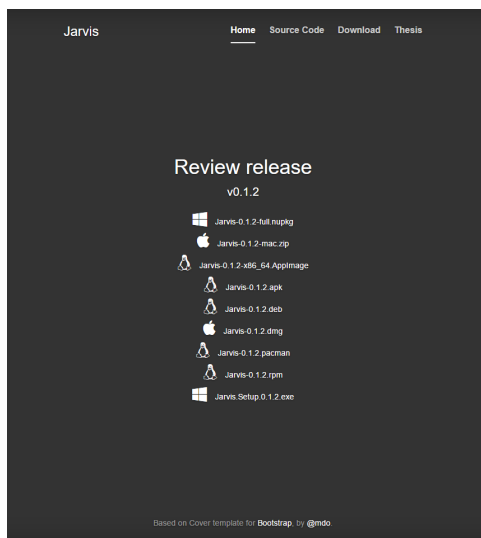 Jarvis
Home Source Code Download Thesis
Review release
v0.1.2
Jarvis-0.1.2-full.nupkg
Jarvis-0.1.2-mac.zip
Jarvis-0.1.2-x86_64.AppImage
Jarvis-0.1.2.apk
Jarvis-0.1.2.deb
Jarvis-0.1.2.dmg
Jarvis-0.1.2.pacman
Jarvis-0.1.2.rpm
Jarvis.Setup.0.1.2.exe
Based on Cover template for Bootstrap, by @mdo.